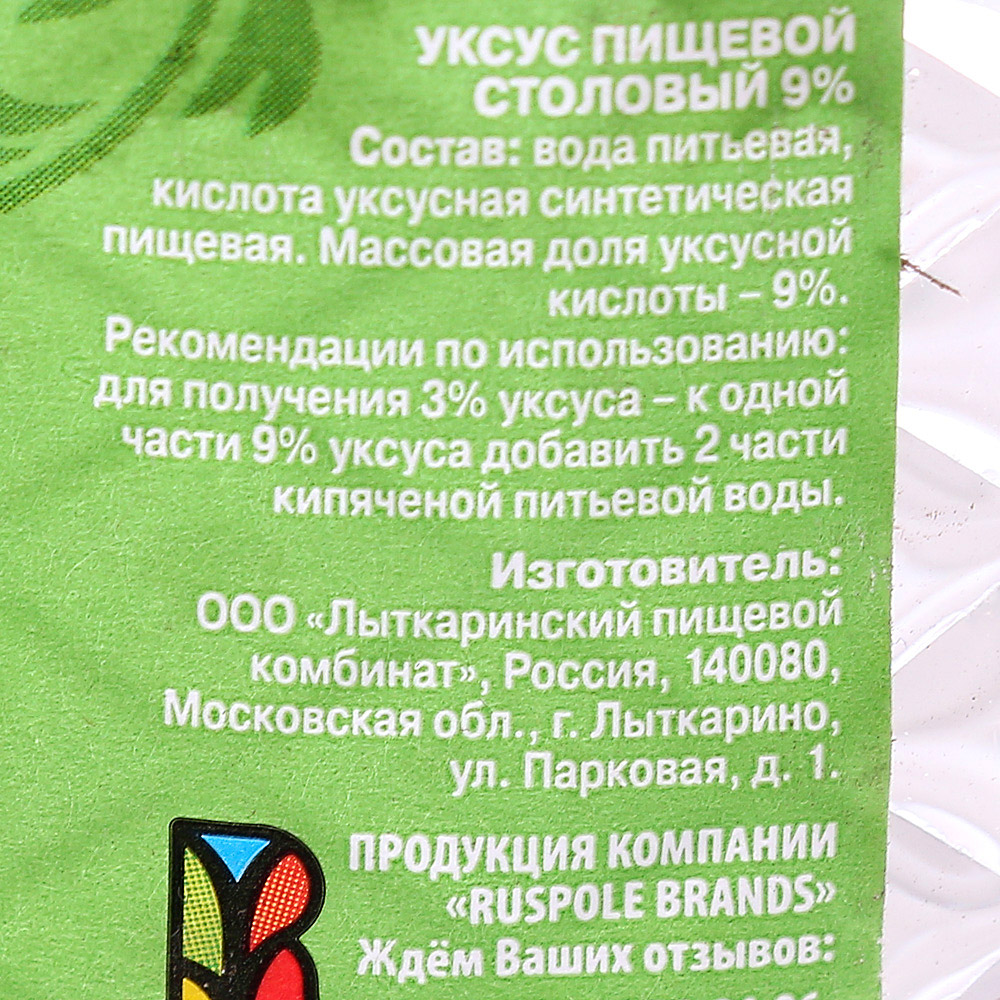 УКСУС ПИЩЕВОЙ
СТОЛОВЫЙ 9%
Состав: вода питьевая,
кислота уксусная синтетическая
пищевая. Массовая доля уксусной
кислоты – 9%.
Рекомендации по использованию:
для получения 3% уксуса – к одной
части 9% уксуса добавить 2 части
кипяченой питьевой воды.
Изготовитель:
ООО «Лыткаринский пищевой
комбинат», Россия, 140080,
Московская обл., г. Лыткарино,
ул. Парковая, д. 1.
ПРОДУКЦИЯ КОМПАНИИ
«RUSPOLE BRANDS»
Ждём Ваших отзывов: